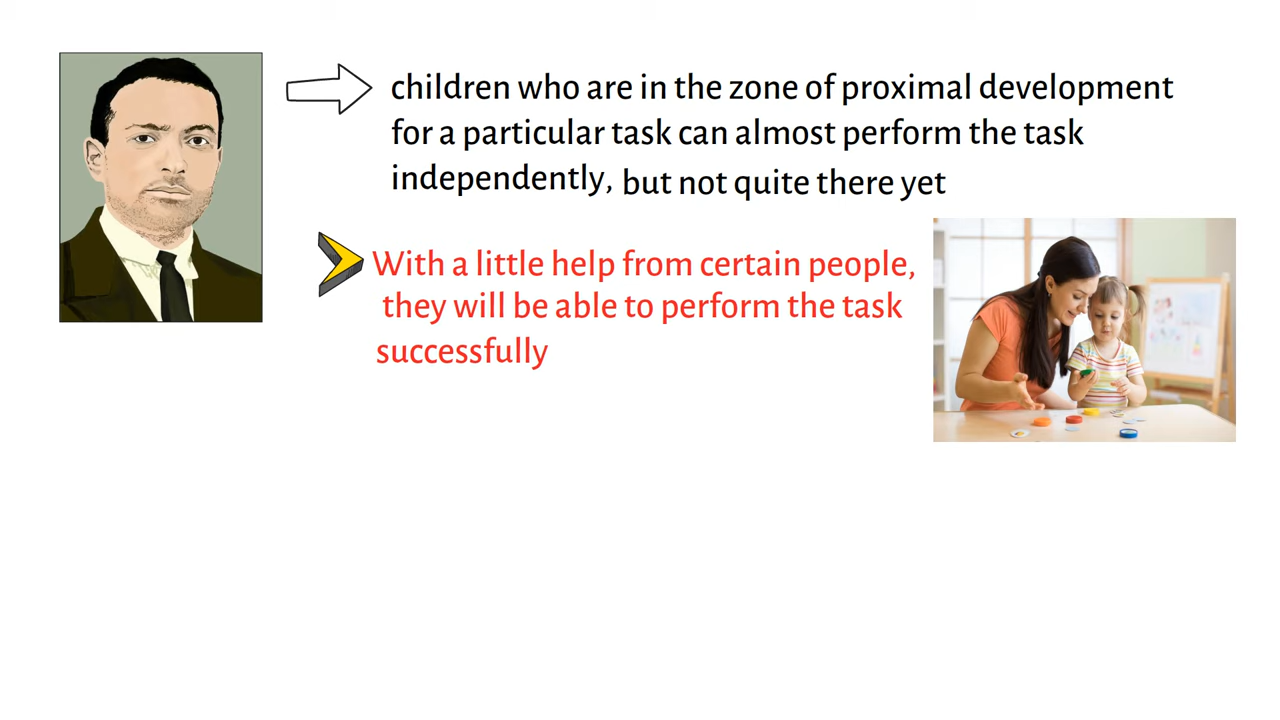 children who are in the zone of proximal development
for a particular task can almost perform the task
independently, but not quite there yet
With a little help from certain people,
they will be able to perform the task
successfully